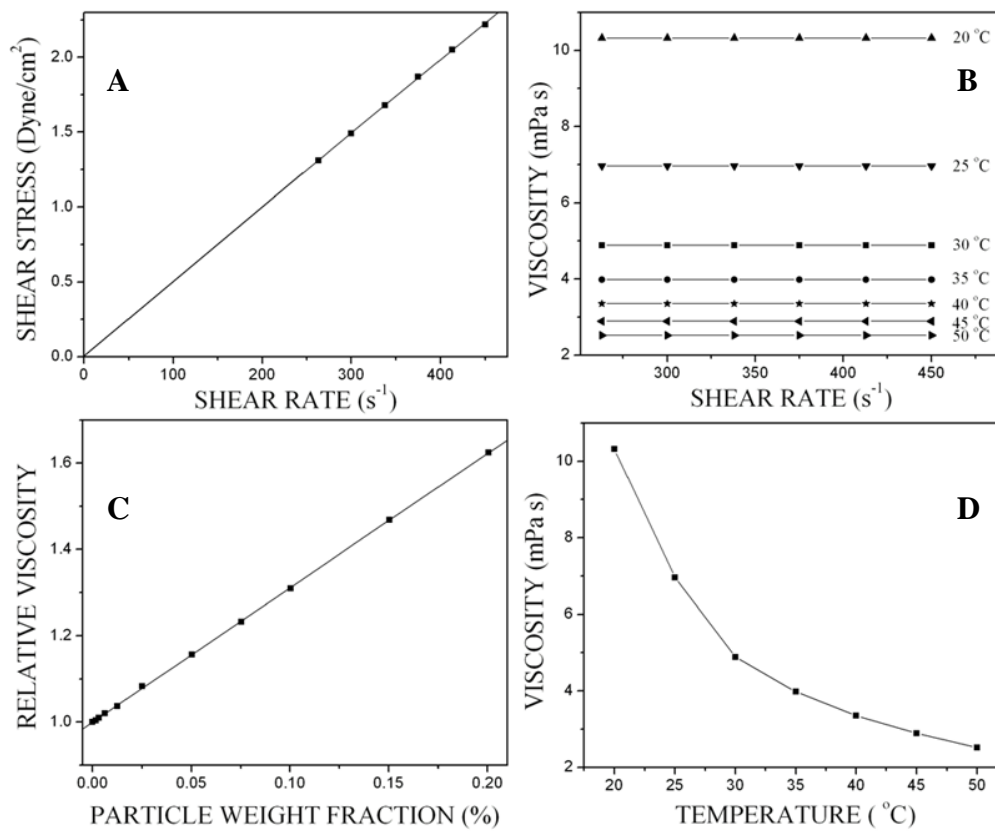 A
SHEAR STRESS (Dyne/cm²)
2.0
1.5
1.0
0.5
0.0
0 100 200 300 400
SHEAR RATE (s⁻¹)
B
VISCOSITY (mPa s)
10
8
6
4
2
20 °C
25 °C
30 °C
35 °C
40 °C
45 °C
50 °C
300 350 400 450
SHEAR RATE (s⁻¹)
C
RELATIVE VISCOSITY
1.6
1.4
1.2
1.0
0.00 0.05 0.10 0.15 0.20
PARTICLE WEIGHT FRACTION (%)
D
VISCOSITY (mPa s)
10
8
6
4
2
20 25 30 35 40 45 50
TEMPERATURE ( °C)